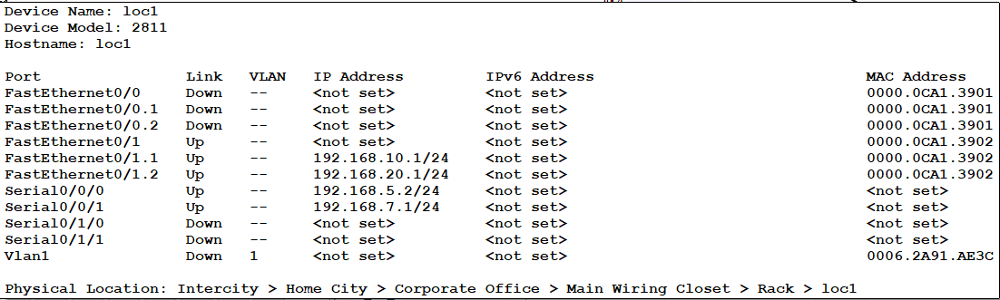 Device Name: loc1
Device Model: 2811
Hostname: loc1
Port Link VLAN IP Address IPv6 Address MAC Address
FastEthernet0/0 Down -- <not set> <not set> 0000.0CA1.3901
FastEthernet0/0.1 Down -- <not set> <not set> 0000.0CA1.3901
FastEthernet0/0.2 Down -- <not set> <not set> 0000.0CA1.3901
FastEthernet0/1 Up -- <not set> <not set> 0000.0CA1.3902
FastEthernet0/1.1 Up -- 192.168.10.1/24 <not set> 0000.0CA1.3902
FastEthernet0/1.2 Up -- 192.168.20.1/24 <not set> 0000.0CA1.3902
Serial0/0/0 Up -- 192.168.5.2/24 <not set> <not set>
Serial0/0/1 Up -- 192.168.7.1/24 <not set> <not set>
Serial0/1/0 Down -- <not set> <not set> <not set>
Serial0/1/1 Down -- <not set> <not set> <not set>
Vlan1 Down 1 <not set> <not set> 0006.2A91.AE3C
Physical Location: Intercity > Home City > Corporate Office > Main Wiring Closet > Rack > loc1